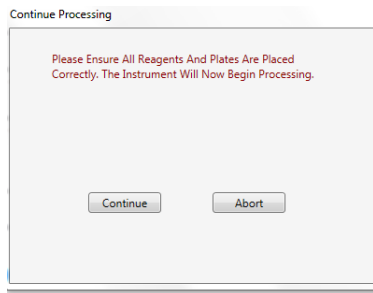 Continue Processing
Please Ensure All Reagents And Plates Are Placed
Correctly. The Instrument Will Now Begin Processing.
Continue
Abort